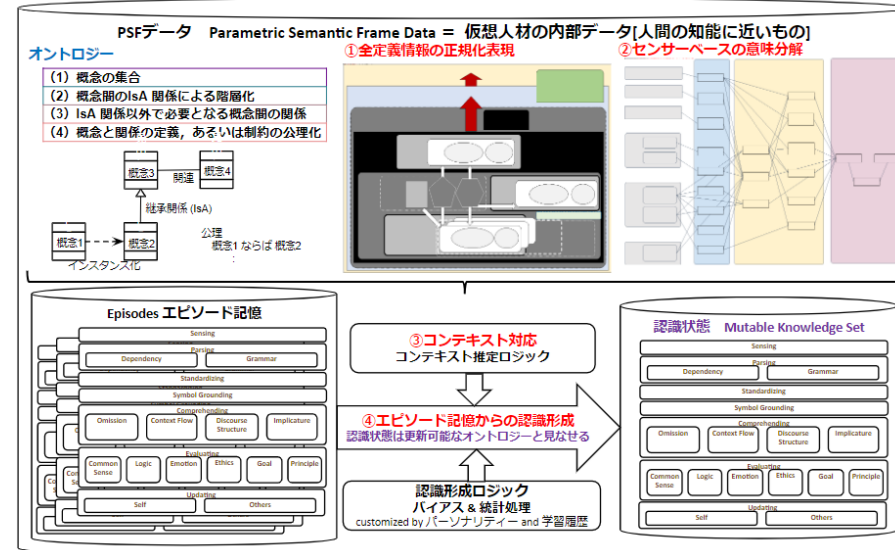 PSFデータ Parametric Semantic Frame Data = 仮想人材の内部データ[人間の知能に近いもの]
オントロジー
(1) 概念の集合
(2) 概念間のIsA 関係による階層化
(3) IsA 関係以外で必要となる概念間の関係
(4) 概念と関係の定義，あるいは制約の公理化
概念3
関連
概念4
継承関係 (IsA)
概念1
概念2
インスタンス化
公理
概念1 ならば 概念2
:
①全定義情報の正規化表現
②センサーベースの意味分解
Episodes エピソード記憶
Sensing
Parsing
Dependency
Grammar
Standardizing
Symbol Grounding
Comprehending
Omission
Context Flow
Discourse Structure
Implicature
Evaluating
Common Sense
Logic
Emotion
Ethics
Goal
Principle
Updating
Self
Others
③コンテキスト対応
コンテキスト推定ロジック
④エピソード記憶からの認識形成
認識状態は更新可能なオントロジーと見なせる
認識形成ロジック
バイアス & 統計処理
customized by パーソナリティー and 学習履歴
認識状態 Mutable Knowledge Set
Sensing
Parsing
Dependency
Grammar
Standardizing
Symbol Grounding
Comprehending
Omission
Context Flow
Discourse Structure
Implicature
Evaluating
Common Sense
Logic
Emotion
Ethics
Goal
Principle
Updating
Self
Others